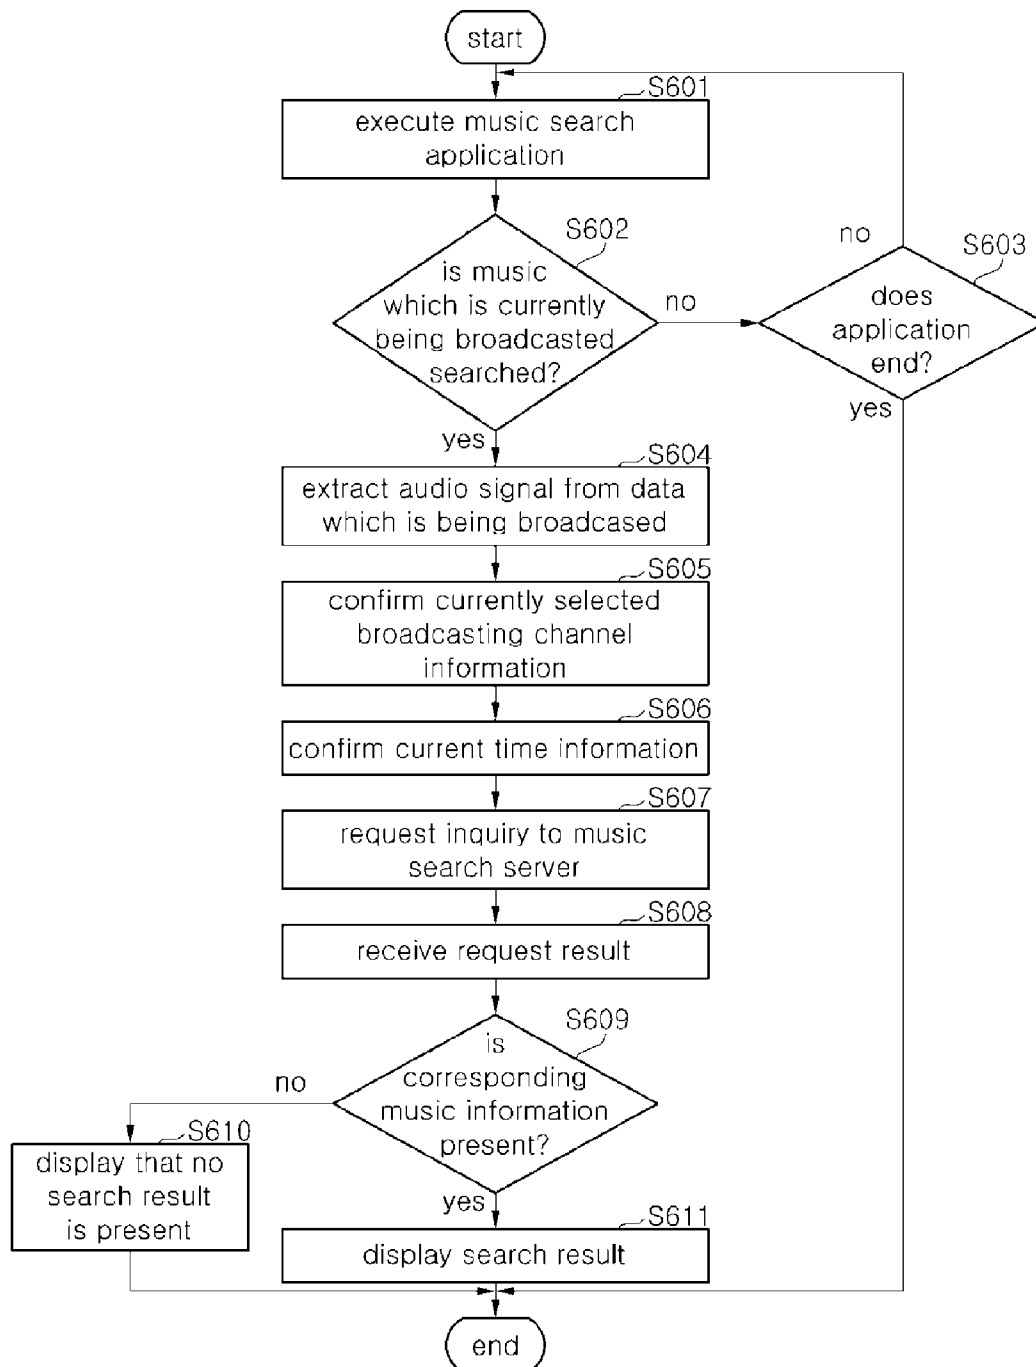 start
S601
execute music search
application
S602
is music
which is currently
being broadcasted
searched?
no
S603
does
application
end?
no
yes
yes
S604
extract audio signal from data
which is being broadcased
S605
confirm currently selected
broadcasting channel
information
S606
confirm current time information
S607
request inquiry to music
search server
S608
receive request result
S609
is
corresponding
music information
present?
no
S610
display that no
search result
is present
yes
S611
display search result
end